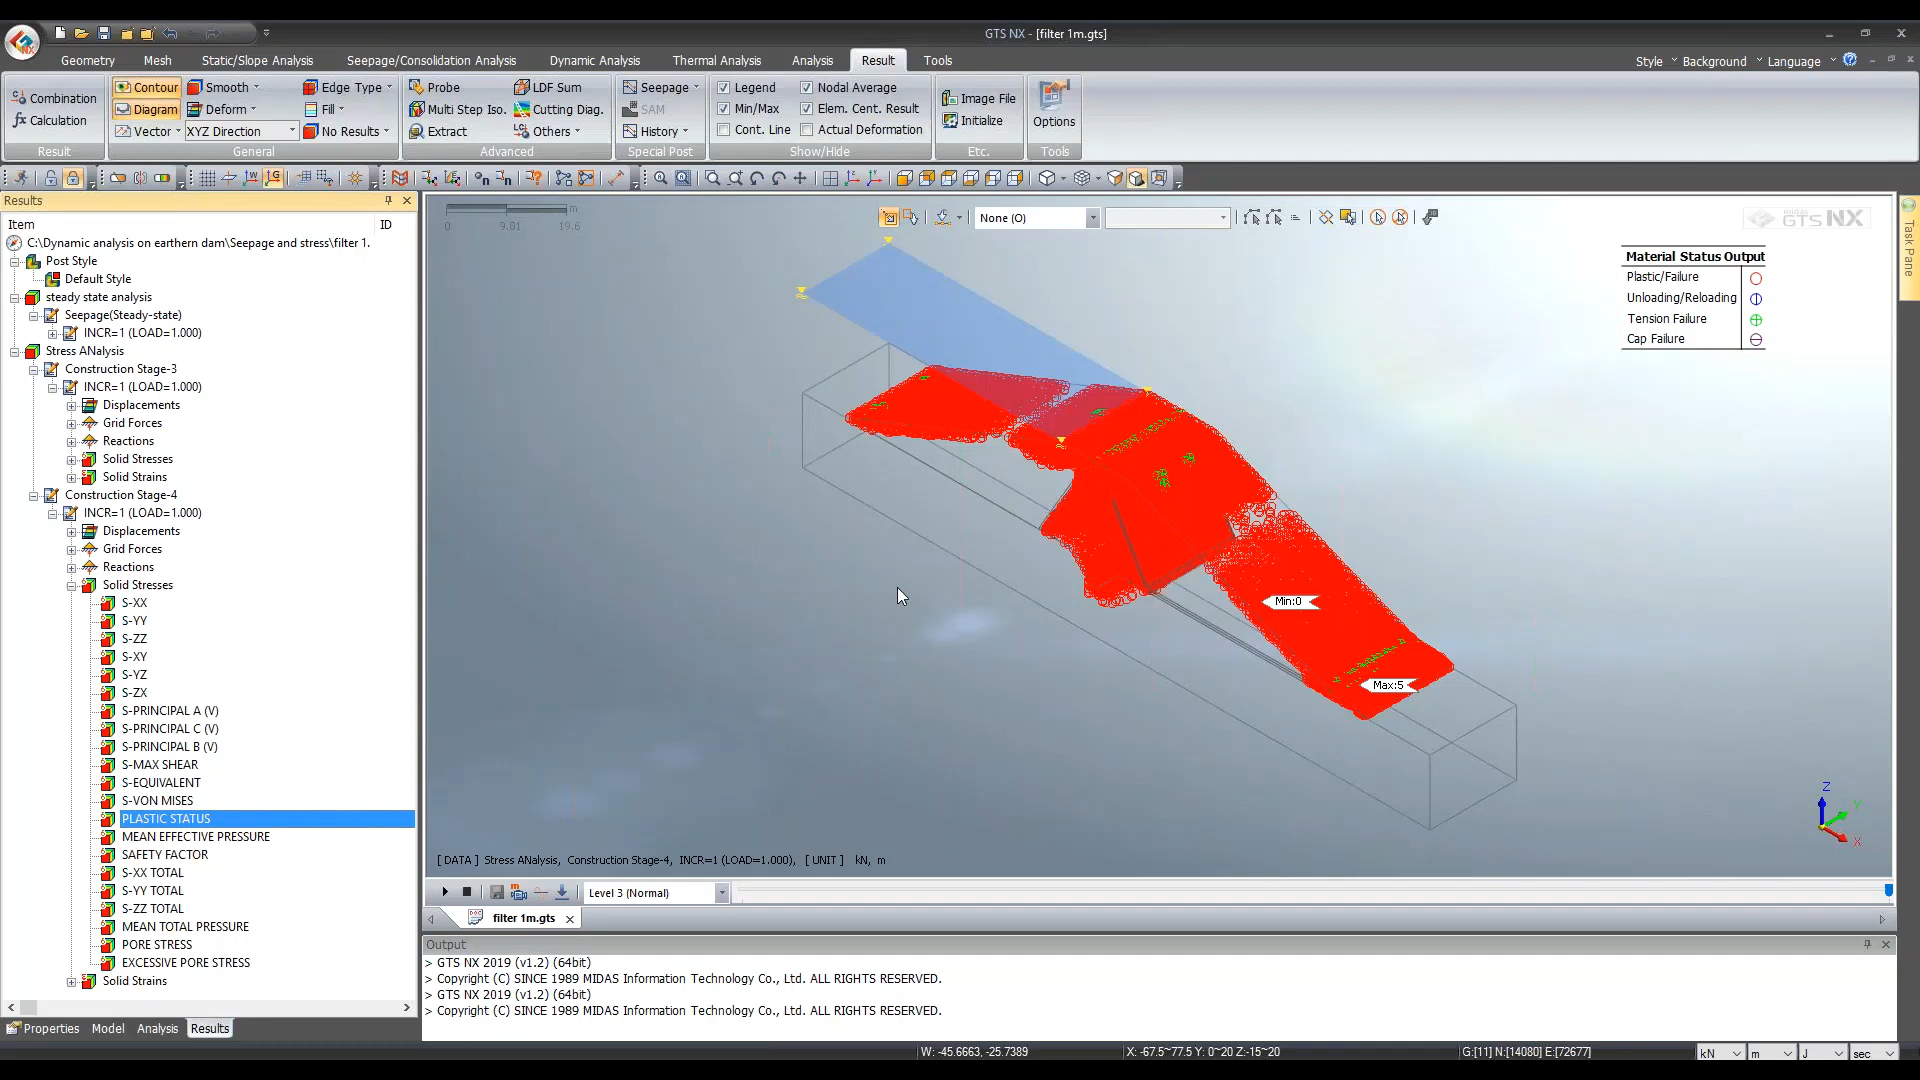 GTS NX - [filter 1m.gts]
Geometry Mesh Static/Slope Analysis Seepage/Consolidation Analysis Dynamic Analysis Thermal Analysis Analysis Result Tools
Style Background Language
Combination
Calculation
Result
Contour Smooth Edge Type
Diagram Deform Fill
Vector XYZ Direction No Results
General
Probe LDF Sum
Multi Step Iso. Cutting Diag.
Extract Others
Advanced
Seepage
SAM
History
Special Post
Legend Nodal Average
Min/Max Elem. Cent. Result
Cont. Line Actual Deformation
Show/Hide
Image File
Initialize
Etc.
Options
Tools
Results
Item ID
C:\Dynamic analysis on earthern dam\Seepage and stress\filter 1.
Post Style
Default Style
steady state analysis
Seepage(Steady-state)
INCR=1 (LOAD=1.000)
Stress ANalysis
Construction Stage-3
INCR=1 (LOAD=1.000)
Displacements
Grid Forces
Reactions
Solid Stresses
Solid Strains
Construction Stage-4
INCR=1 (LOAD=1.000)
Displacements
Grid Forces
Reactions
Solid Stresses
S-XX
S-YY
S-ZZ
S-XY
S-YZ
S-ZX
S-PRINCIPAL A (V)
S-PRINCIPAL C (V)
S-PRINCIPAL B (V)
S-MAX SHEAR
S-EQUIVALENT
S-VON MISES
PLASTIC STATUS
MEAN EFFECTIVE PRESSURE
SAFETY FACTOR
S-XX TOTAL
S-YY TOTAL
S-ZZ TOTAL
MEAN TOTAL PRESSURE
PORE STRESS
EXCESSIVE PORE STRESS
Solid Strains
Properties Model Analysis Results
m
0 9.81 19.6
None (O)
MIDAS
GTS NX
Task Pane
Material Status Output
Plastic/Failure
Unloading/Reloading
Tension Failure
Cap Failure
Min:0
Max:5
Z
Y
X
[ DATA ] Stress ANalysis, Construction Stage-4, INCR=1 (LOAD=1.000), [ UNIT ] kN, m
Level 3 (Normal)
filter 1m.gts
Output
> GTS NX 2019 (v1.2) (64bit)
> Copyright (C) SINCE 1989 MIDAS Information Technology Co., Ltd. ALL RIGHTS RESERVED.
> GTS NX 2019 (v1.2) (64bit)
> Copyright (C) SINCE 1989 MIDAS Information Technology Co., Ltd. ALL RIGHTS RESERVED.
W: -45.6663, -25.7389 X: -67.5~77.5 Y: 0~20 Z:-15~20 G:[11] N:[14080] E:[72677] kN m J sec